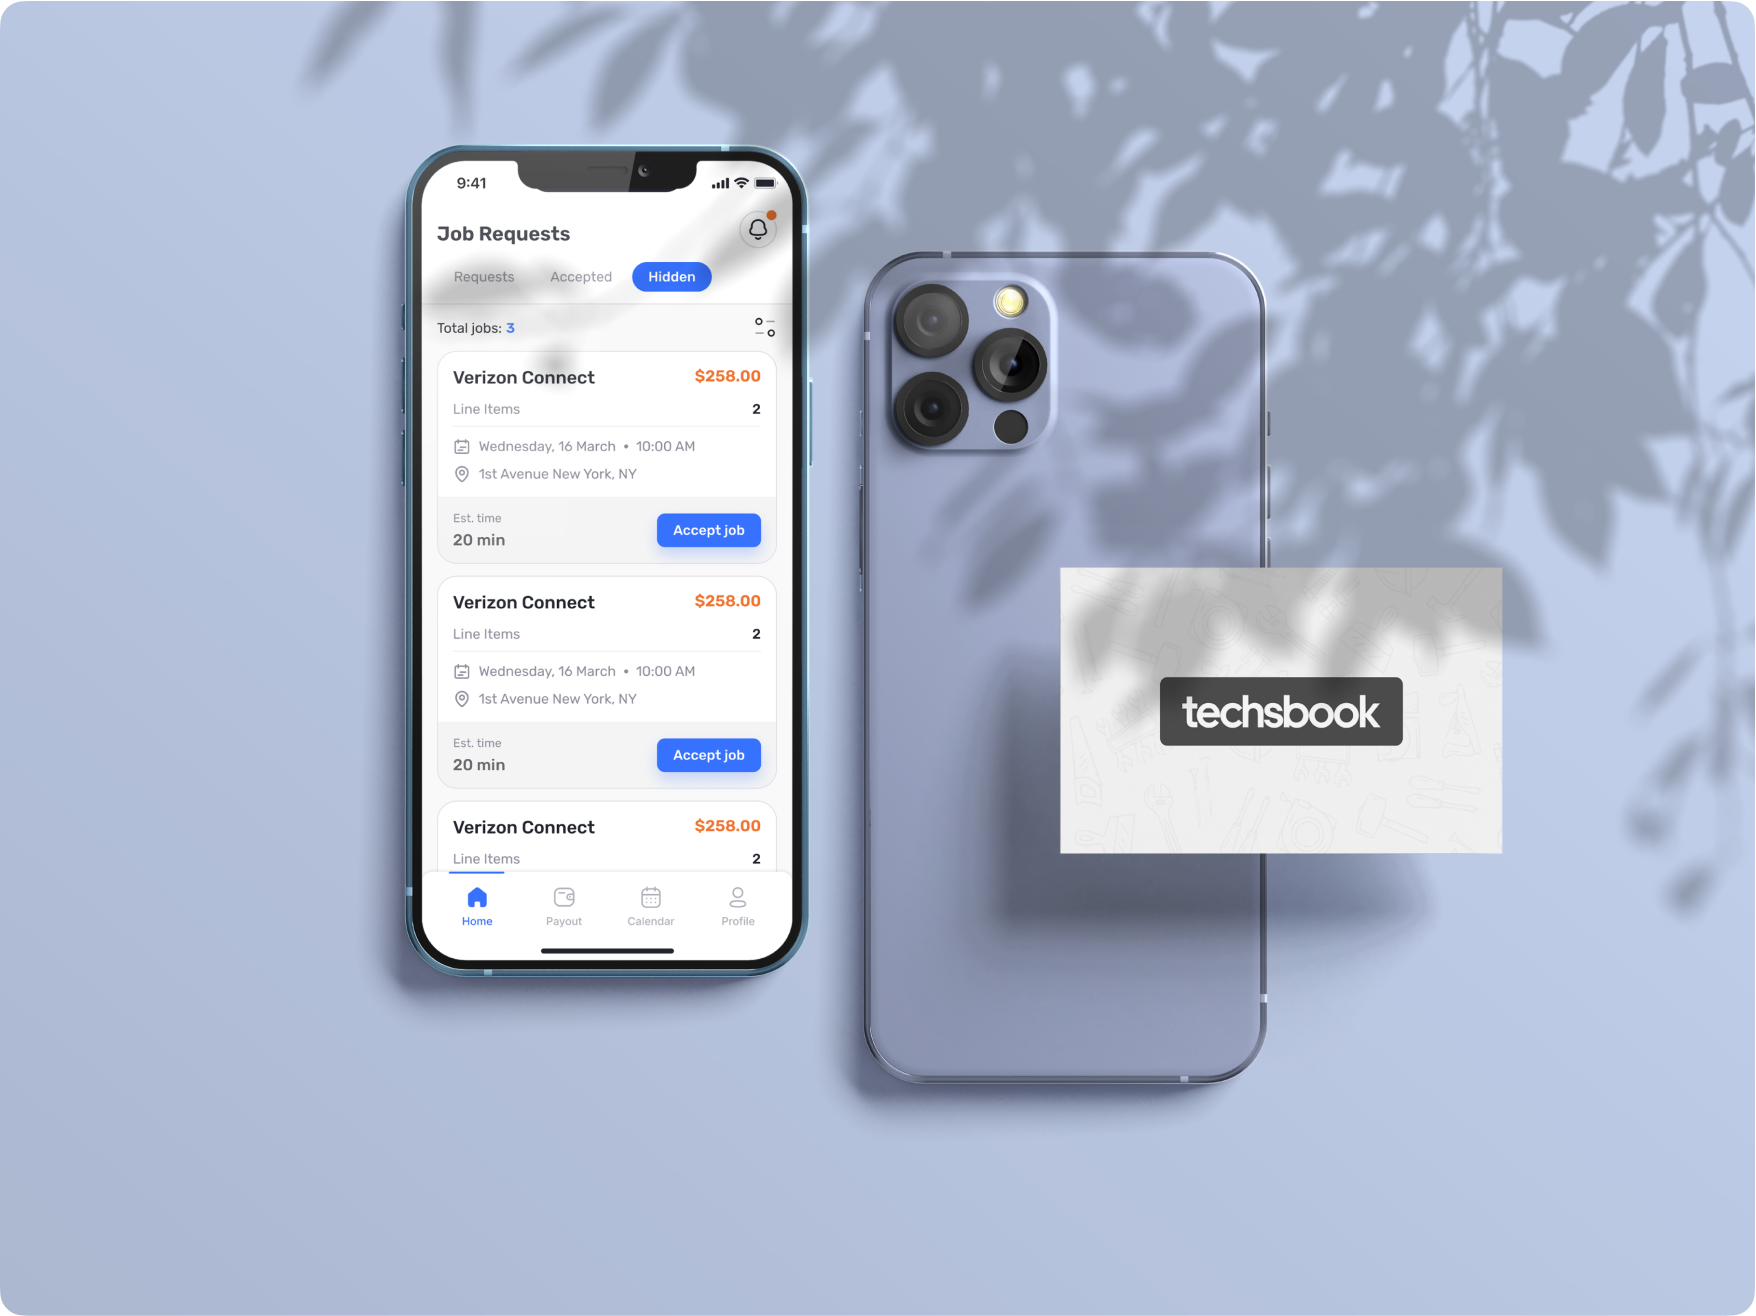 9:41
Job Requests
Requests Accepted Hidden
Total jobs: 3
Verizon Connect $258.00
Line Items 2
Wednesday, 16 March • 10:00 AM
1st Avenue New York, NY
Est. time
20 min
Accept job
Verizon Connect $258.00
Line Items 2
Wednesday, 16 March • 10:00 AM
1st Avenue New York, NY
Est. time
20 min
Accept job
Verizon Connect $258.00
Line Items 2
Home Payout Calendar Profile
techsbook